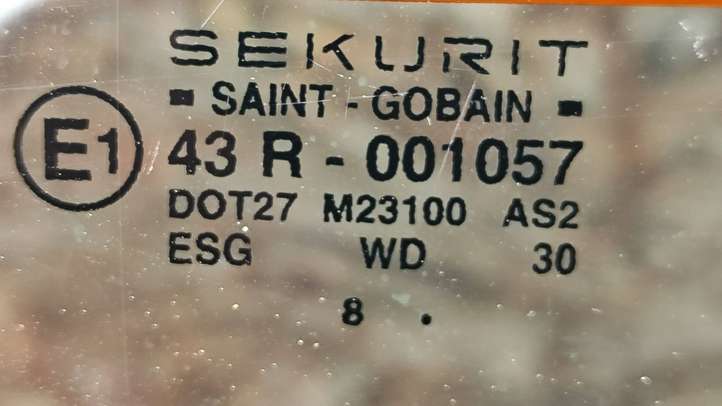 SEKURIT
▪ SAINT - GOBAIN ▪
E1 43 R - 001057
DOT27 M23100 AS2
ESG WD 30
8 .